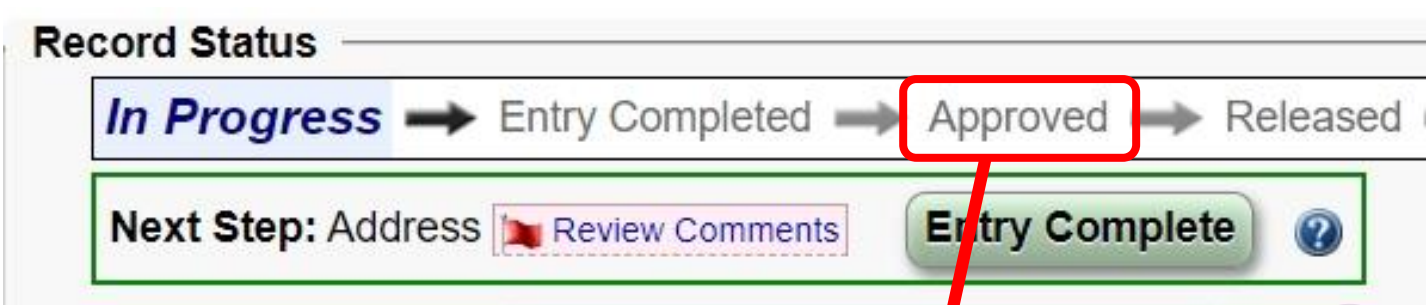 Record Status
In Progress Entry Completed Approved Released
Next Step: Address Review Comments Entry Complete ?